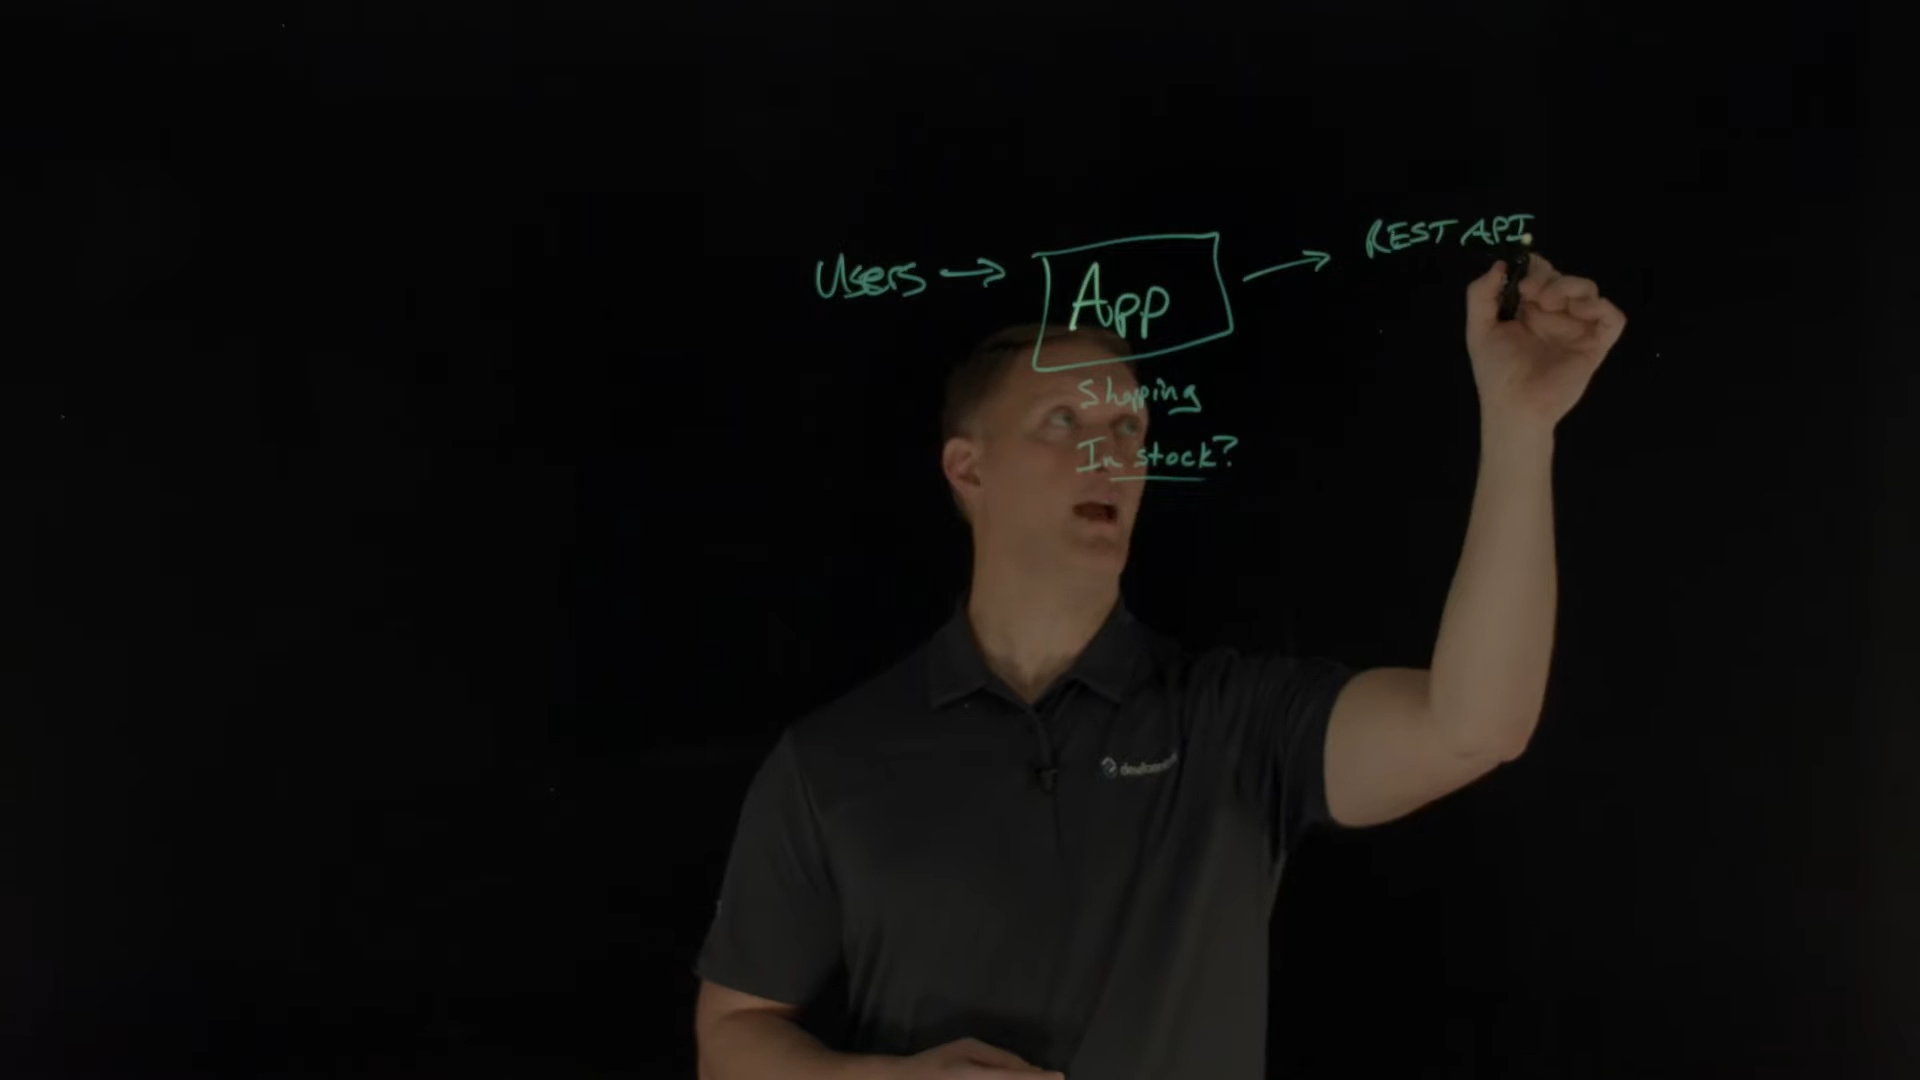 Users → App → REST API
Shopping
In stock?